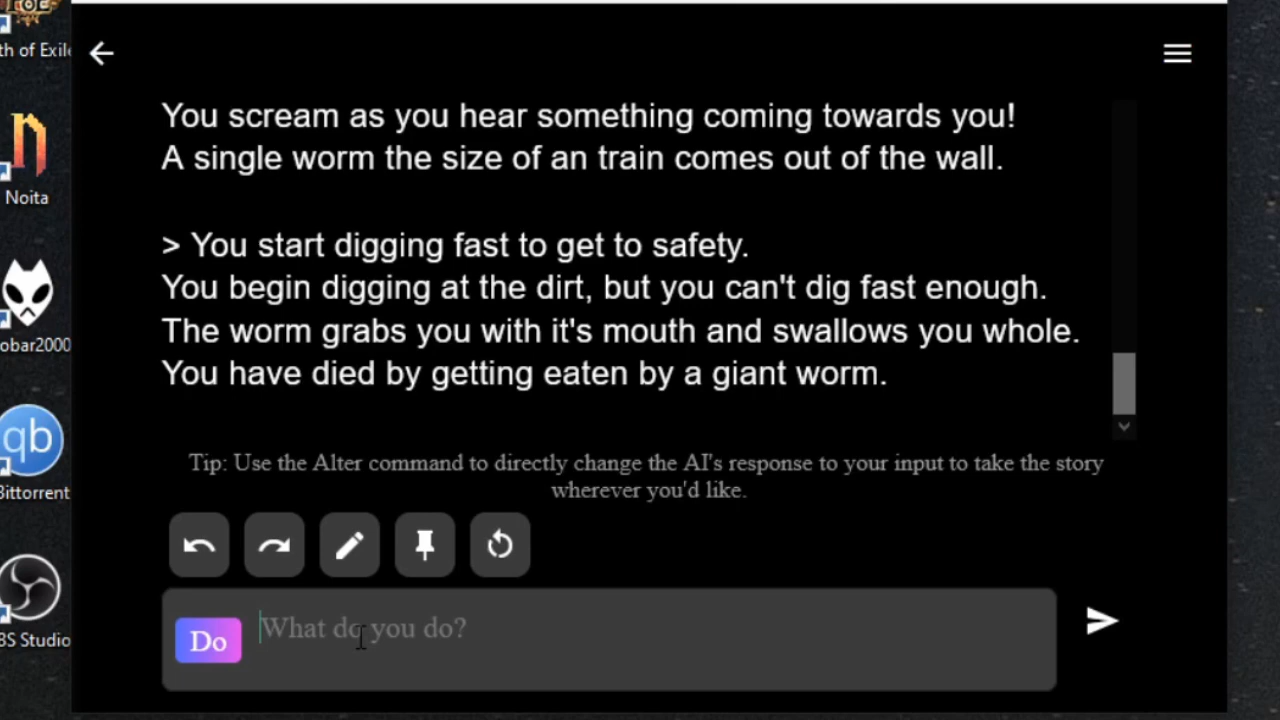 th of Exile
You scream as you hear something coming towards you!
A single worm the size of an train comes out of the wall.
Noita
> You start digging fast to get to safety.
You begin digging at the dirt, but you can't dig fast enough.
The worm grabs you with it's mouth and swallows you whole.
You have died by getting eaten by a giant worm.
obar2000
Tip: Use the Alter command to directly change the AI's response to your input to take the story
wherever you'd like.
qb
ittorrent
Do
What do you do?
BS Studio